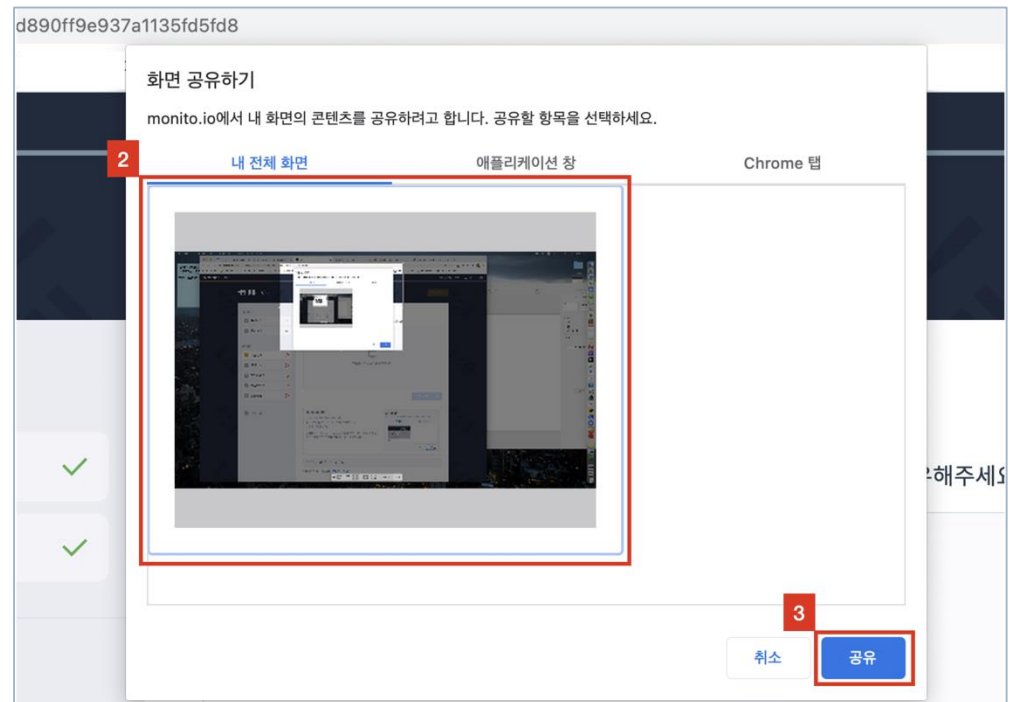 d890ff9e937a1135fd5fd8
화면 공유하기
monito.io에서 내 화면의 콘텐츠를 공유하려고 합니다. 공유할 항목을 선택하세요.
2
내 전체 화면 애플리케이션 창 Chrome 탭
해주세요
3
취소 공유